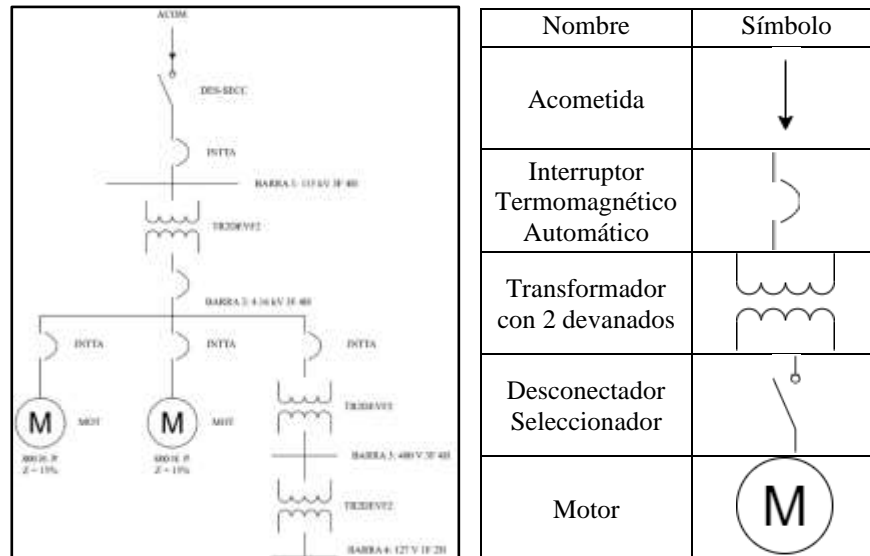 ACOM.
DES-SECC
INTTA
BARRA 1: 115 kV 3F 4H
INTTA
BARRA 2: 4.16 kV 3F 4H
INTTA
INTTA
INTTA
M
MOT
M
MOT
Z = 15%
Z = 15%
BARRA 3: 480 V 3F 4H
BARRA 4: 127 V 1F 2H
Nombre
Símbolo
Acometida
Interruptor
Termomagnético
Automático
Transformador
con 2 devanados
Desconectador
Seleccionador
Motor
M